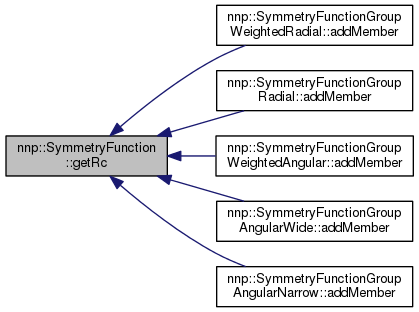 nnp::SymmetryFunctionGroup
WeightedRadial::addMember
nnp::SymmetryFunctionGroup
Radial::addMember
nnp::SymmetryFunction
::getRc
nnp::SymmetryFunctionGroup
WeightedAngular::addMember
nnp::SymmetryFunctionGroup
AngularWide::addMember
nnp::SymmetryFunctionGroup
AngularNarrow::addMember